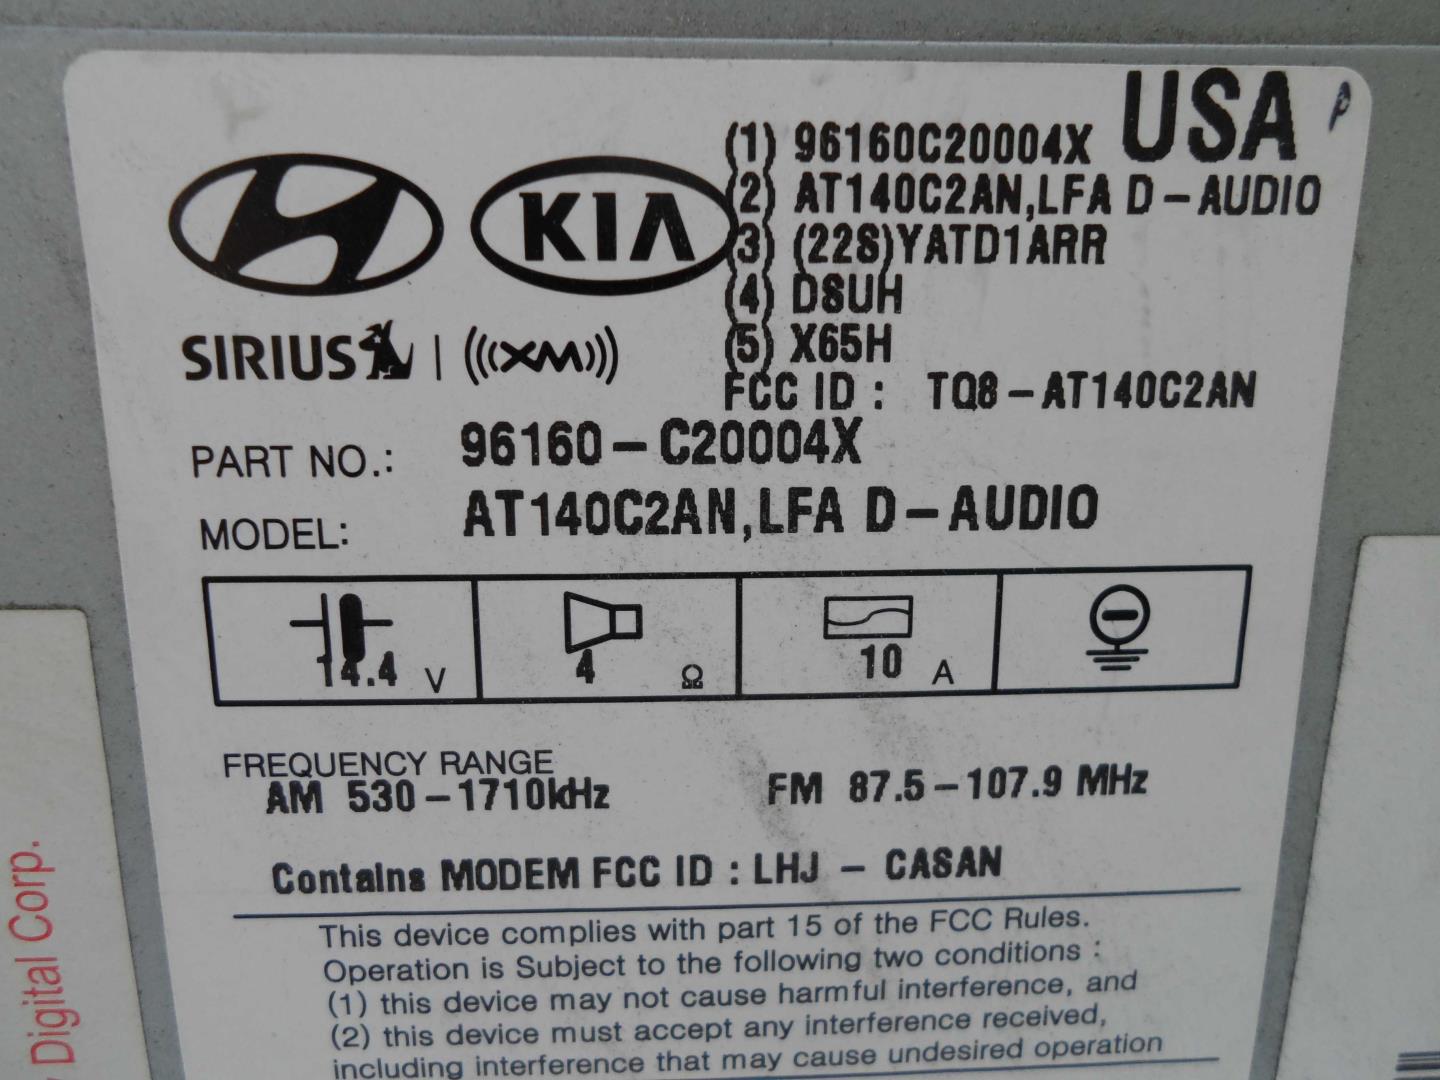 USA
(1) 96160C20004X
(2) AT140C2AN,LFA D-AUDIO
(3) (22S)YATD1ARR
(4) D8UH
(5) X65H
FCC ID : TQ8-AT140C2AN
KIA
SIRIUS | ((XM))
PART NO.: 96160-C20004X
MODEL: AT140C2AN,LFA D-AUDIO
14.4 V 4 Ω 10 A
FREQUENCY RANGE
AM 530-1710kHz FM 87.5-107.9 MHz
Contains MODEM FCC ID : LHJ - CASAN
This device complies with part 15 of the FCC Rules.
Operation is Subject to the following two conditions :
(1) this device may not cause harmful interference, and
(2) this device must accept any interference received,
including interference that may cause undesired operation
Digital Corp.